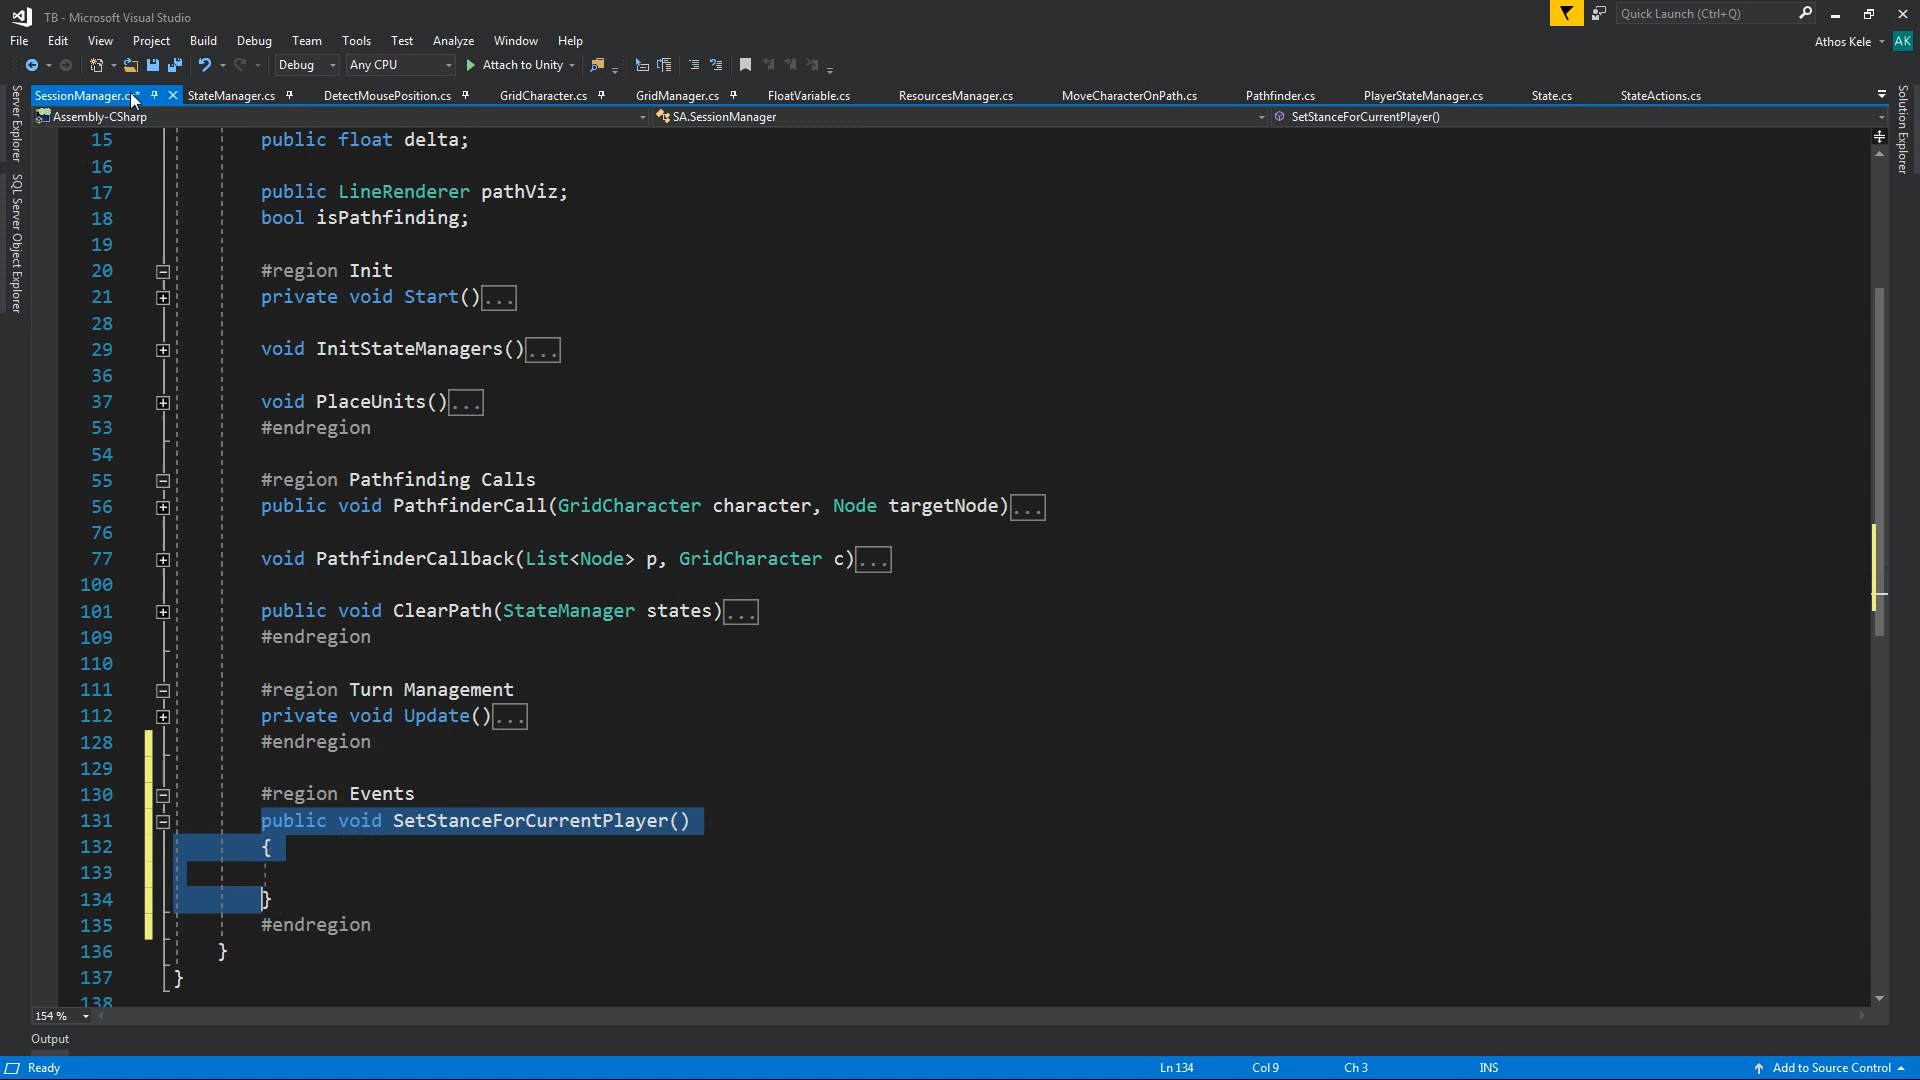 TB - Microsoft Visual Studio
Quick Launch (Ctrl+Q)
File Edit View Project Build Debug Team Tools Test Analyze Window Help
Athos Kele AK
Debug Any CPU Attach to Unity
SessionManager.c StateManager.cs DetectMousePosition.cs GridCharacter.cs GridManager.cs FloatVariable.cs ResourcesManager.cs MoveCharacterOnPath.cs Pathfinder.cs PlayerStateManager.cs State.cs StateActions.cs
Assembly-CSharp SA.SessionManager SetStanceForCurrentPlayer()
Server Explorer
SQL Server Object Explorer
Solution Explorer
15 public float delta;
16
17 public LineRenderer pathViz;
18 bool isPathfinding;
19
20 #region Init
21 private void Start()...
28
29 void InitStateManagers()...
36
37 void PlaceUnits()...
53 #endregion
54
55 #region Pathfinding Calls
56 public void PathfinderCall(GridCharacter character, Node targetNode)...
76
77 void PathfinderCallback(List<Node> p, GridCharacter c)...
100
101 public void ClearPath(StateManager states)...
109 #endregion
110
111 #region Turn Management
112 private void Update()...
128 #endregion
129
130 #region Events
131 public void SetStanceForCurrentPlayer()
132 {
133
134 }
135 #endregion
136 }
137 }
138
154 %
Output
Ready Ln 134 Col 9 Ch 3 INS Add to Source Control